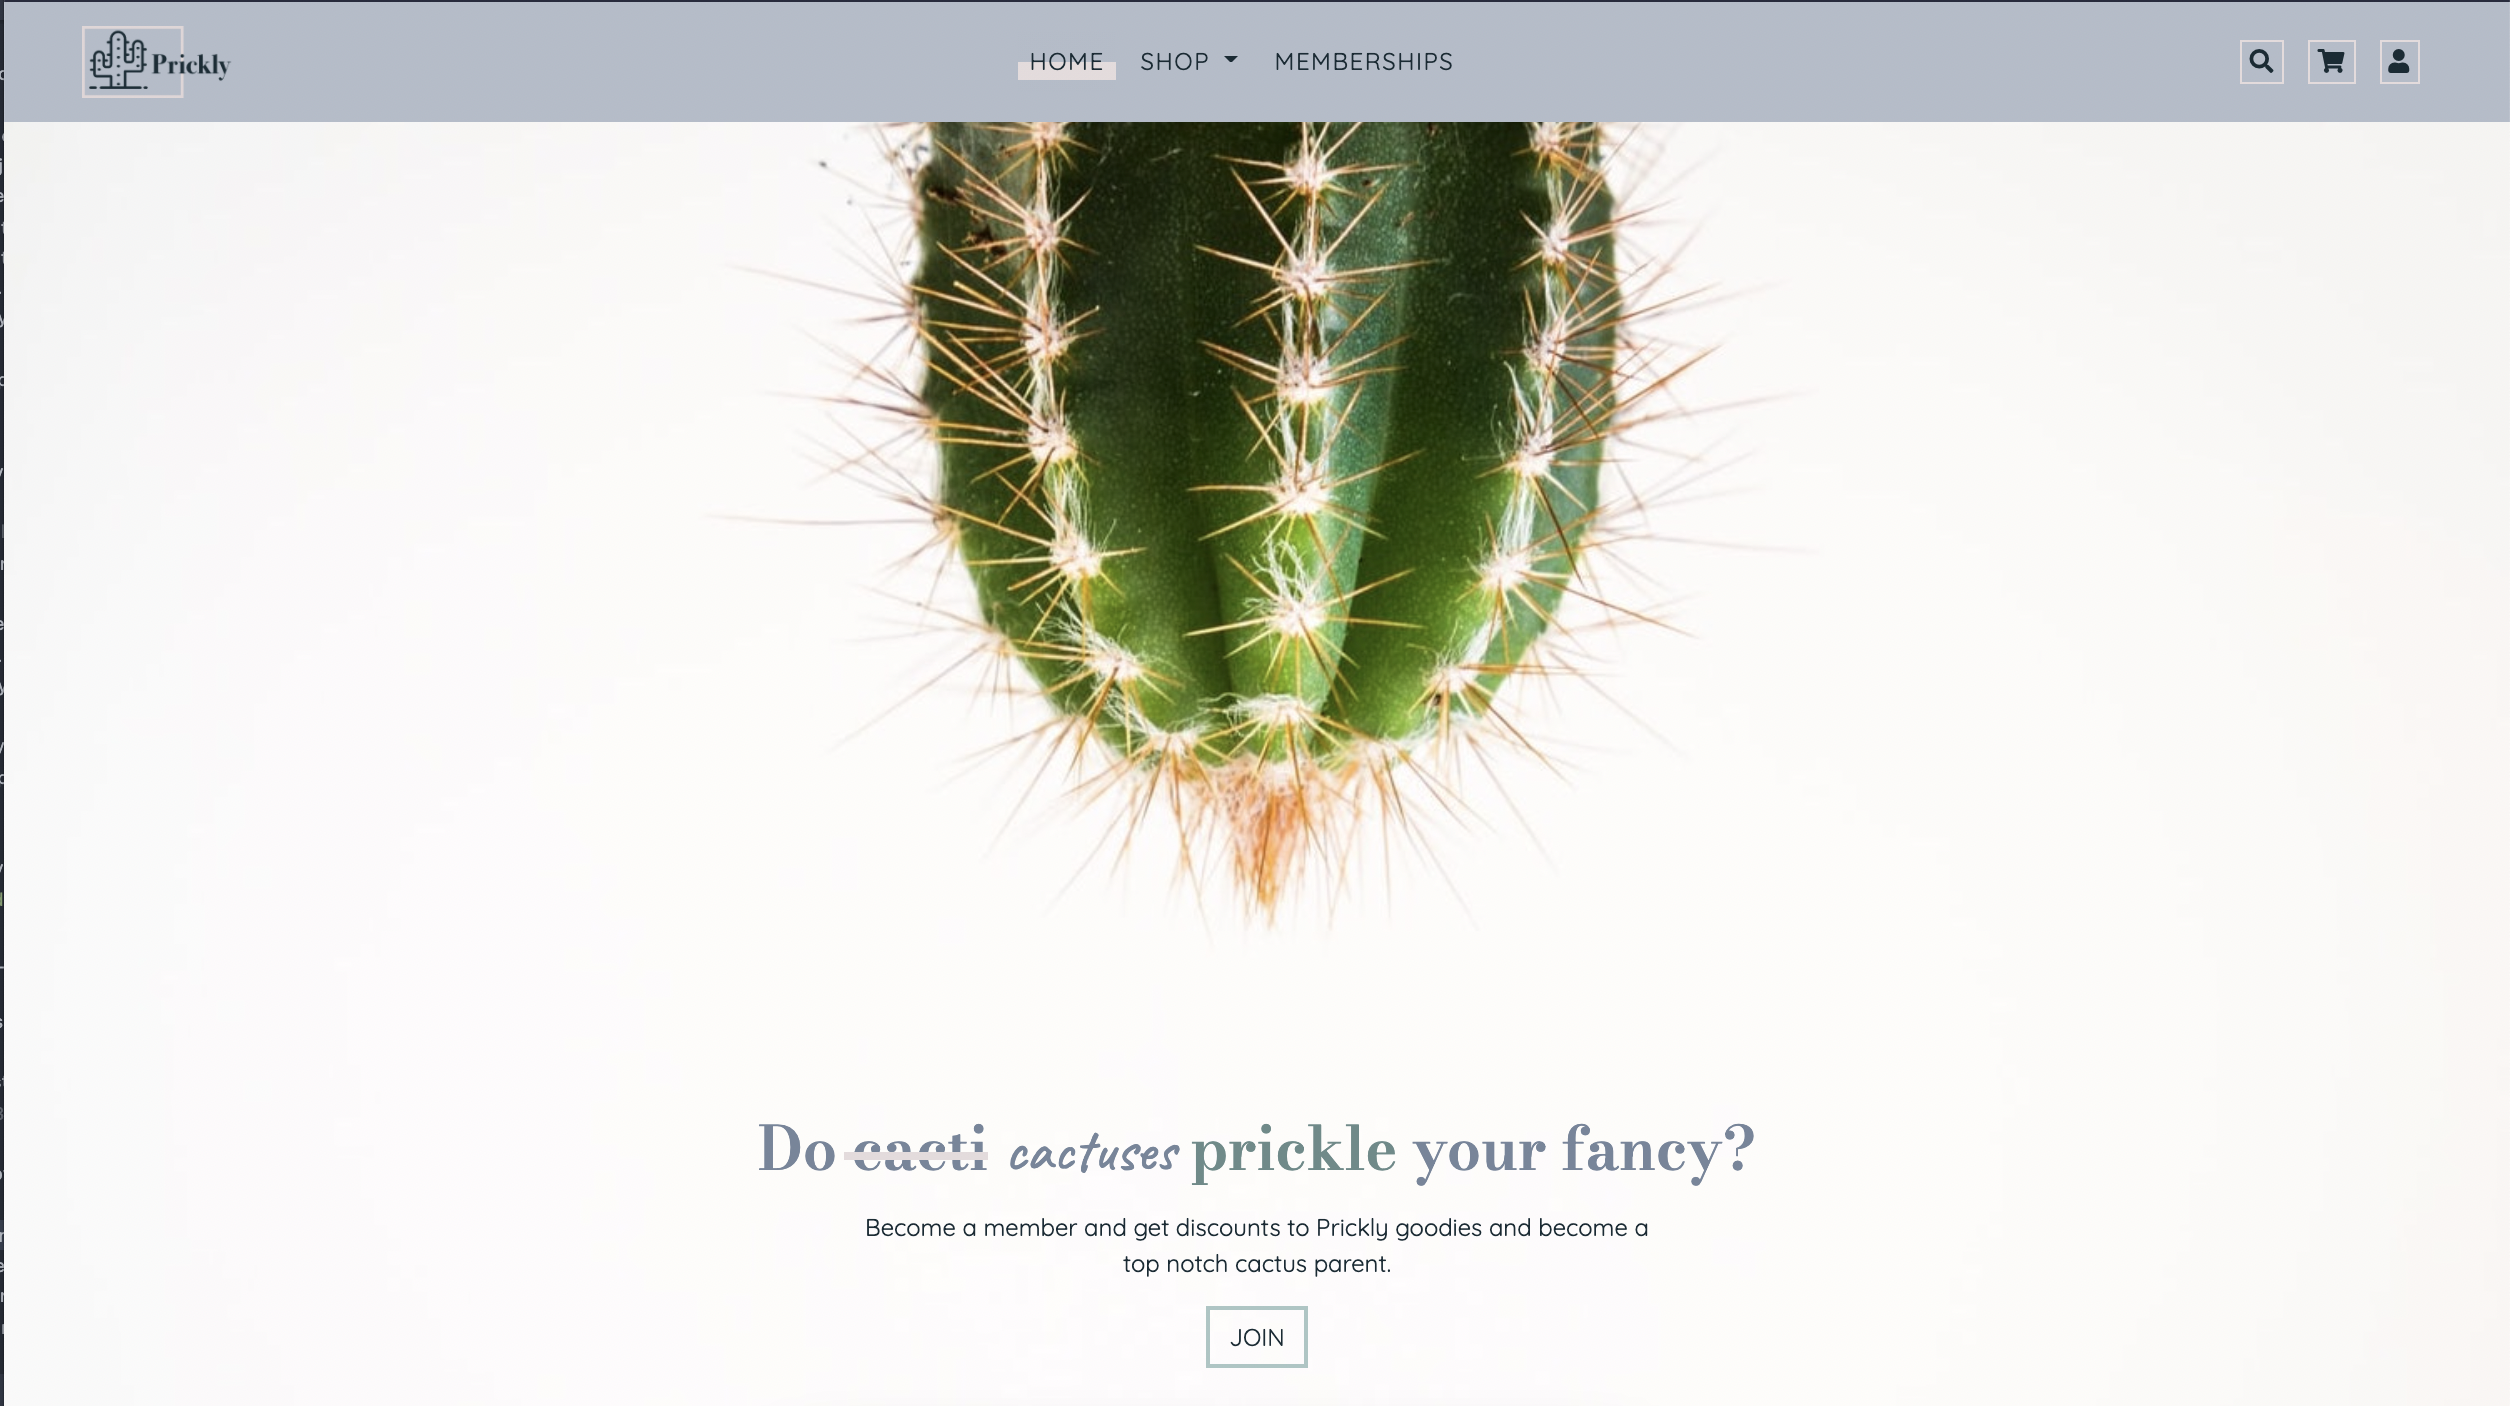 Prickly
HOME SHOP MEMBERSHIPS
Do cacti cactuses prickle your fancy?
Become a member and get discounts to Prickly goodies and become a
top notch cactus parent.
JOIN